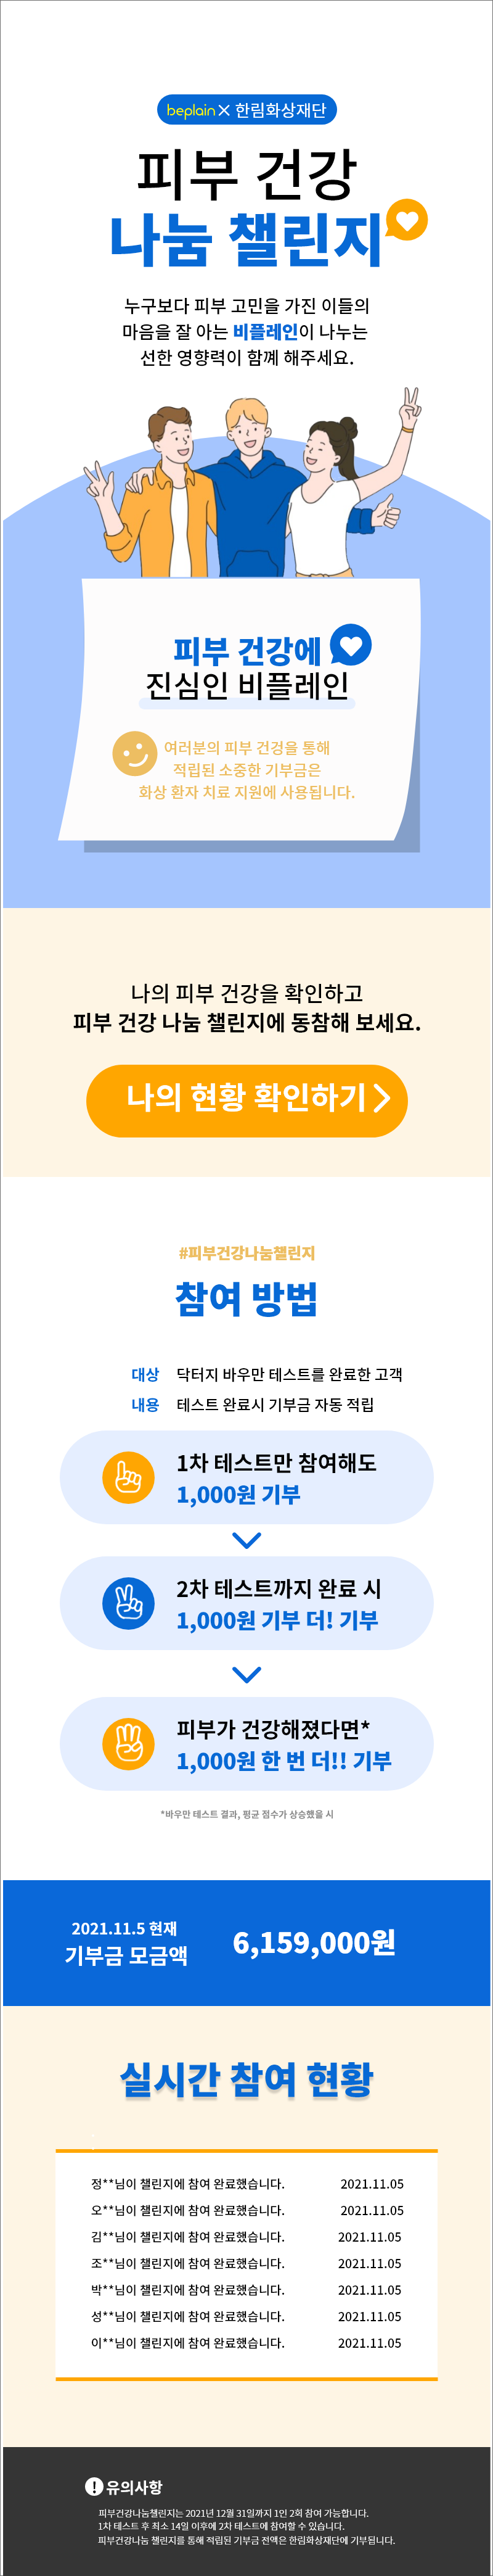 beplain × 한림화상재단
피부 건강
나눔 챌린지
누구보다 피부 고민을 가진 이들의
마음을 잘 아는 비플레인이 나누는
선한 영향력이 함께 해주세요.
피부 건강에
진심인 비플레인
여러분의 피부 건겅을 통해
적립된 소중한 기부금은
화상 환자 치료 지원에 사용됩니다.
나의 피부 건강을 확인하고
피부 건강 나눔 챌린지에 동참해 보세요.
나의 현황 확인하기
#피부건강나눔챌린지
참여 방법
대상 닥터지 바우만 테스트를 완료한 고객
내용 테스트 완료시 기부금 자동 적립
1차 테스트만 참여해도
1,000원 기부
2차 테스트까지 완료 시
1,000원 기부 더! 기부
피부가 건강해졌다면*
1,000원 한 번 더!! 기부
*바우만 테스트 결과, 평균 점수가 상승했을 시
2021.11.5 현재
기부금 모금액
6,159,000원
실시간 참여 현황
정**님이 챌린지에 참여 완료했습니다. 2021.11.05
오**님이 챌린지에 참여 완료했습니다. 2021.11.05
김**님이 챌린지에 참여 완료했습니다. 2021.11.05
조**님이 챌린지에 참여 완료했습니다. 2021.11.05
박**님이 챌린지에 참여 완료했습니다. 2021.11.05
성**님이 챌린지에 참여 완료했습니다. 2021.11.05
이**님이 챌린지에 참여 완료했습니다. 2021.11.05
유의사항
피부건강나눔챌린지는 2021년 12월 31일까지 1인 2회 참여 가능합니다.
1차 테스트 후 최소 14일 이후에 2차 테스트에 참여할 수 있습니다.
피부건강나눔 챌린지를 통해 적립된 기부금 전액은 한림화상재단에 기부됩니다.